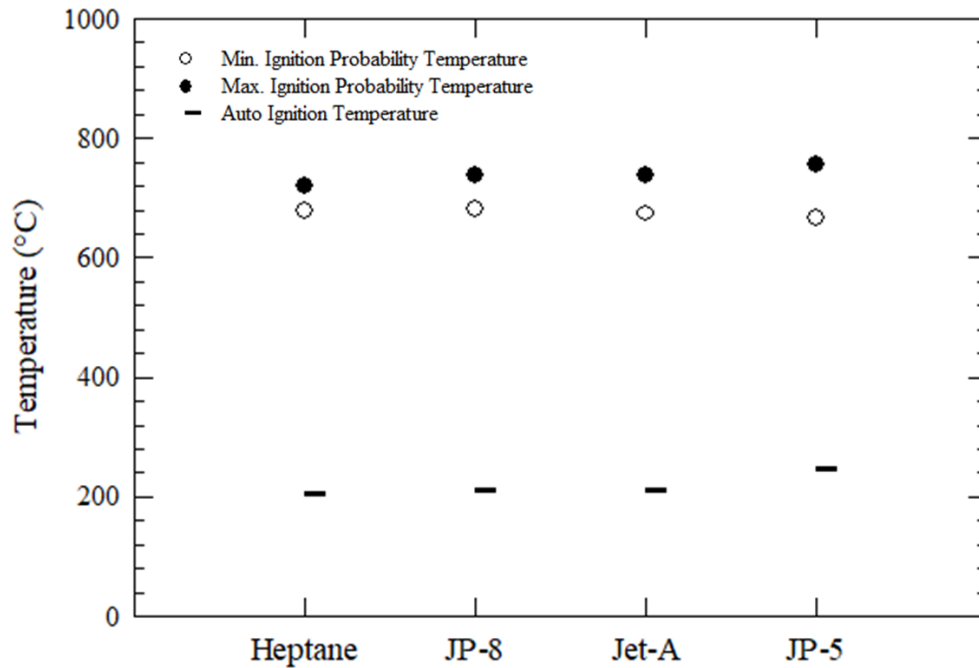 1000
Min. Ignition Probability Temperature
Max. Ignition Probability Temperature
Auto Ignition Temperature
800
600
400
200
0
Temperature (°C)
Heptane JP-8 Jet-A JP-5